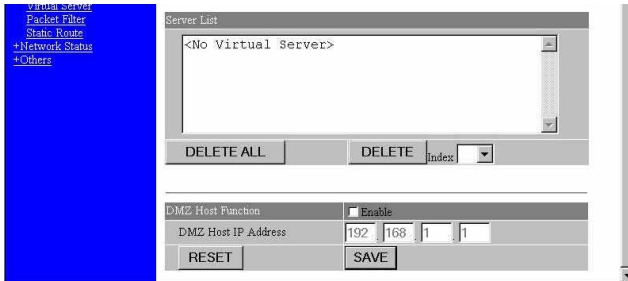 Virtual Server
Packet Filter
Static Route
+Network Status
+Others
Server List
<No Virtual Server>
DELETE ALL DELETE Index
DMZ Host Function Enable
DMZ Host IP Address 192 . 168 . 1 . 1
RESET SAVE